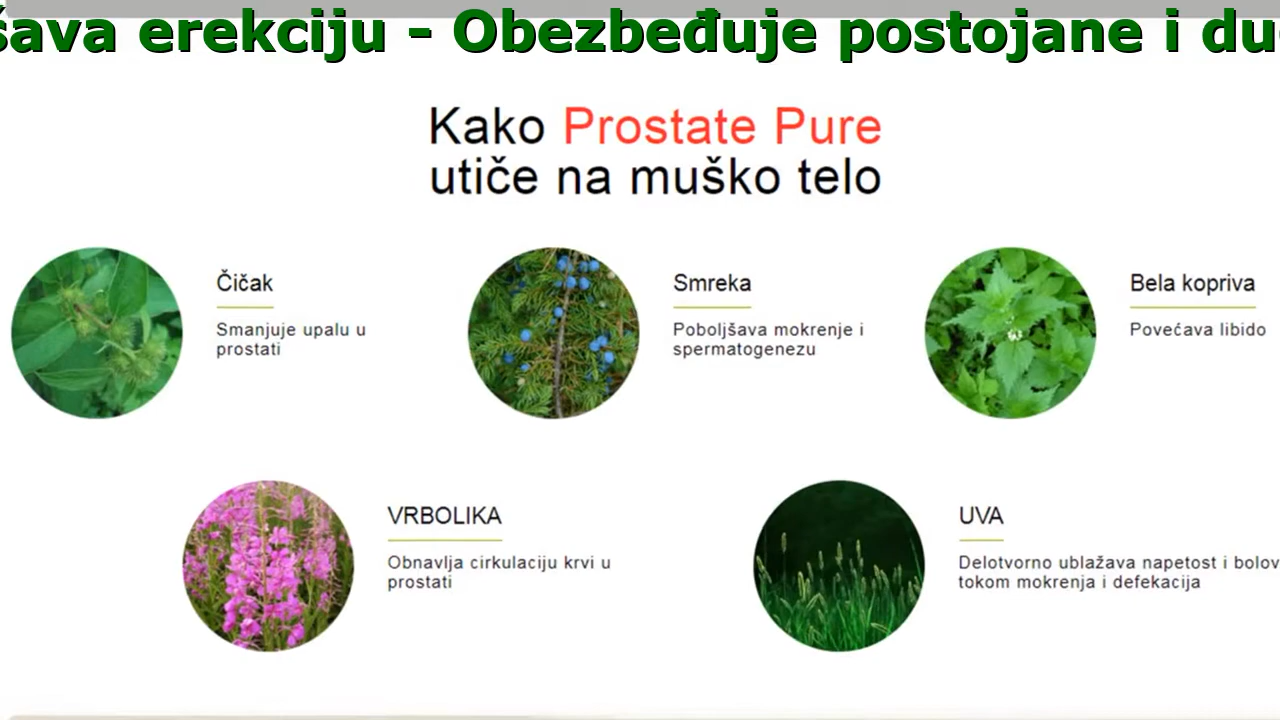 šava erekciju - Obezbeđuje postojane i du
Kako Prostate Pure
utiče na muško telo
Čičak
Smanjuje upalu u
prostati
Smreka
Poboljšava mokrenje i
spermatogenezu
Bela kopriva
Povećava libido
VRBOLIKA
Obnavlja cirkulaciju krvi u
prostati
UVA
Delotvorno ublažava napetost i bolov
tokom mokrenja i defekacija